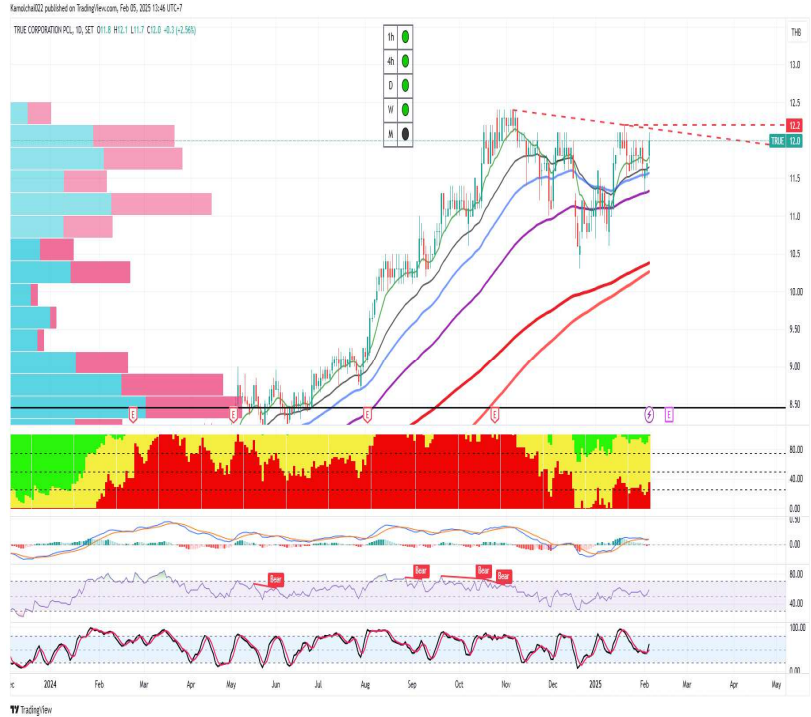 Kamolchai022 published on TradingView.com, Feb 05, 2025 13:46 UTC+7
TRUE CORPORATION PCL, 1D, SET O11.8 H12.1 L11.7 C12.0 +0.3 (+2.56%)
THB
1h
4h
D
W
M
13.0
12.5
12.2
TRUE 12.0
11.5
11.0
10.5
10.00
9.50
9.00
8.50
E E E E E
80.00
40.00
0.00
0.50
0.00
Bear Bear Bear Bear
80.00
40.00
100.00
0.00
2024 Feb Mar Apr May Jun Jul Aug Sep Oct Nov Dec 2025 Feb Mar Apr May
TradingView